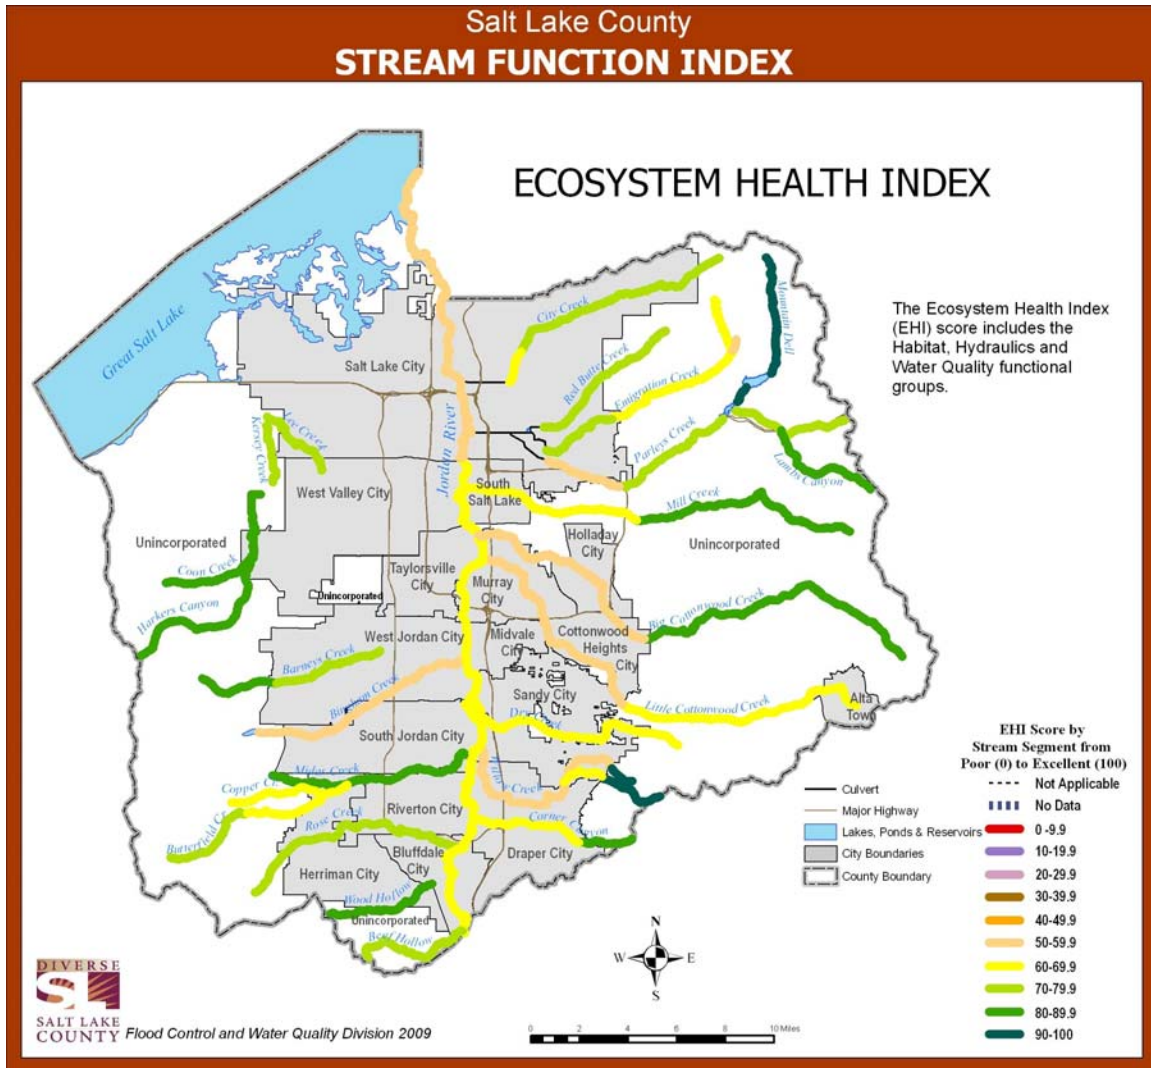 Salt Lake County
STREAM FUNCTION INDEX
ECOSYSTEM HEALTH INDEX
The Ecosystem Health Index
(EHI) score includes the
Habitat, Hydraulics and
Water Quality functional
groups.
Great Salt Lake
Salt Lake City
City Creek
Mountain Dell
Red Butte Creek
Emigration Creek
Lee Creek
Kersey Creek
Jordan River
Parleys Creek
Lambs Canyon
West Valley City
South
Salt Lake
Mill Creek
Holladay
City
Unincorporated
Unincorporated
Coon Creek
Taylorsville
City
Murray
City
Unincorporated
Harkers Canyon
Big Cottonwood Creek
West Jordan City
Midvale
City
Cottonwood
Heights
City
Barneys Creek
Bingham Creek
Sandy City
Little Cottonwood Creek
Alta
Town
South Jordan City
Midas Creek
Copper Cr.
Butterfield Cr.
Riverton City
Rose Creek
Corner Canyon
Bluffdale
City
Draper City
Herriman City
Wood Hollow
Unincorporated
Beef Hollow
EHI Score by
Stream Segment from
Poor (0) to Excellent (100)
Not Applicable
No Data
0 -9.9
10-19.9
20-29.9
30-39.9
40-49.9
50-59.9
60-69.9
70-79.9
80-89.9
90-100
Culvert
Major Highway
Lakes, Ponds & Reservoirs
City Boundaries
County Boundary
N
W E
S
DIVERSE
SL
SALT LAKE
COUNTY
Flood Control and Water Quality Division 2009
0 2 4 6 8 10 Miles